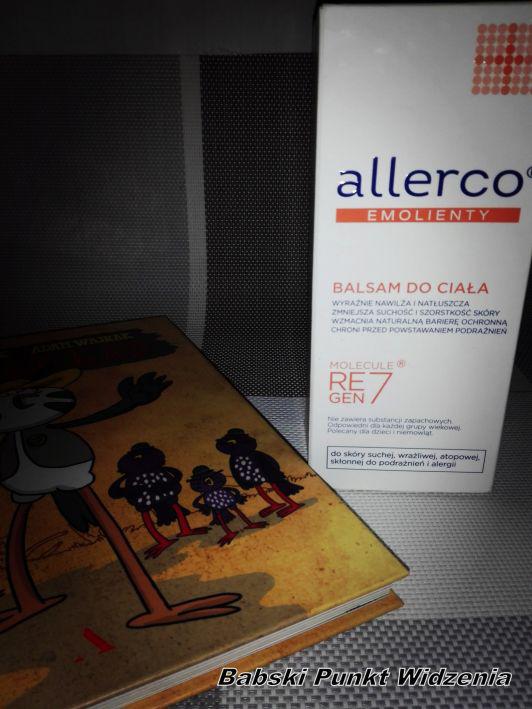 allerco®
EMOLIENTY
BALSAM DO CIAŁA
WYRAŹNIE NAWILŻA I NATŁUSZCZA
ZMNIEJSZA SUCHOŚĆ I SZORSTKOŚĆ SKÓRY
WZMACNIA NATURALNĄ BARIERĘ OCHRONNĄ
CHRONI PRZED POWSTAWANIEM PODRAŻNIEŃ
MOLECULE®
RE
GEN 7
Nie zawiera substancji zapachowych.
Odpowiedni dla każdej grupy wiekowej.
Polecany dla dzieci i niemowląt.
do skóry suchej, wrażliwej, atopowej,
skłonnej do podrażnień i alergii
ADAM WAJRAK
Babski Punkt Widzenia